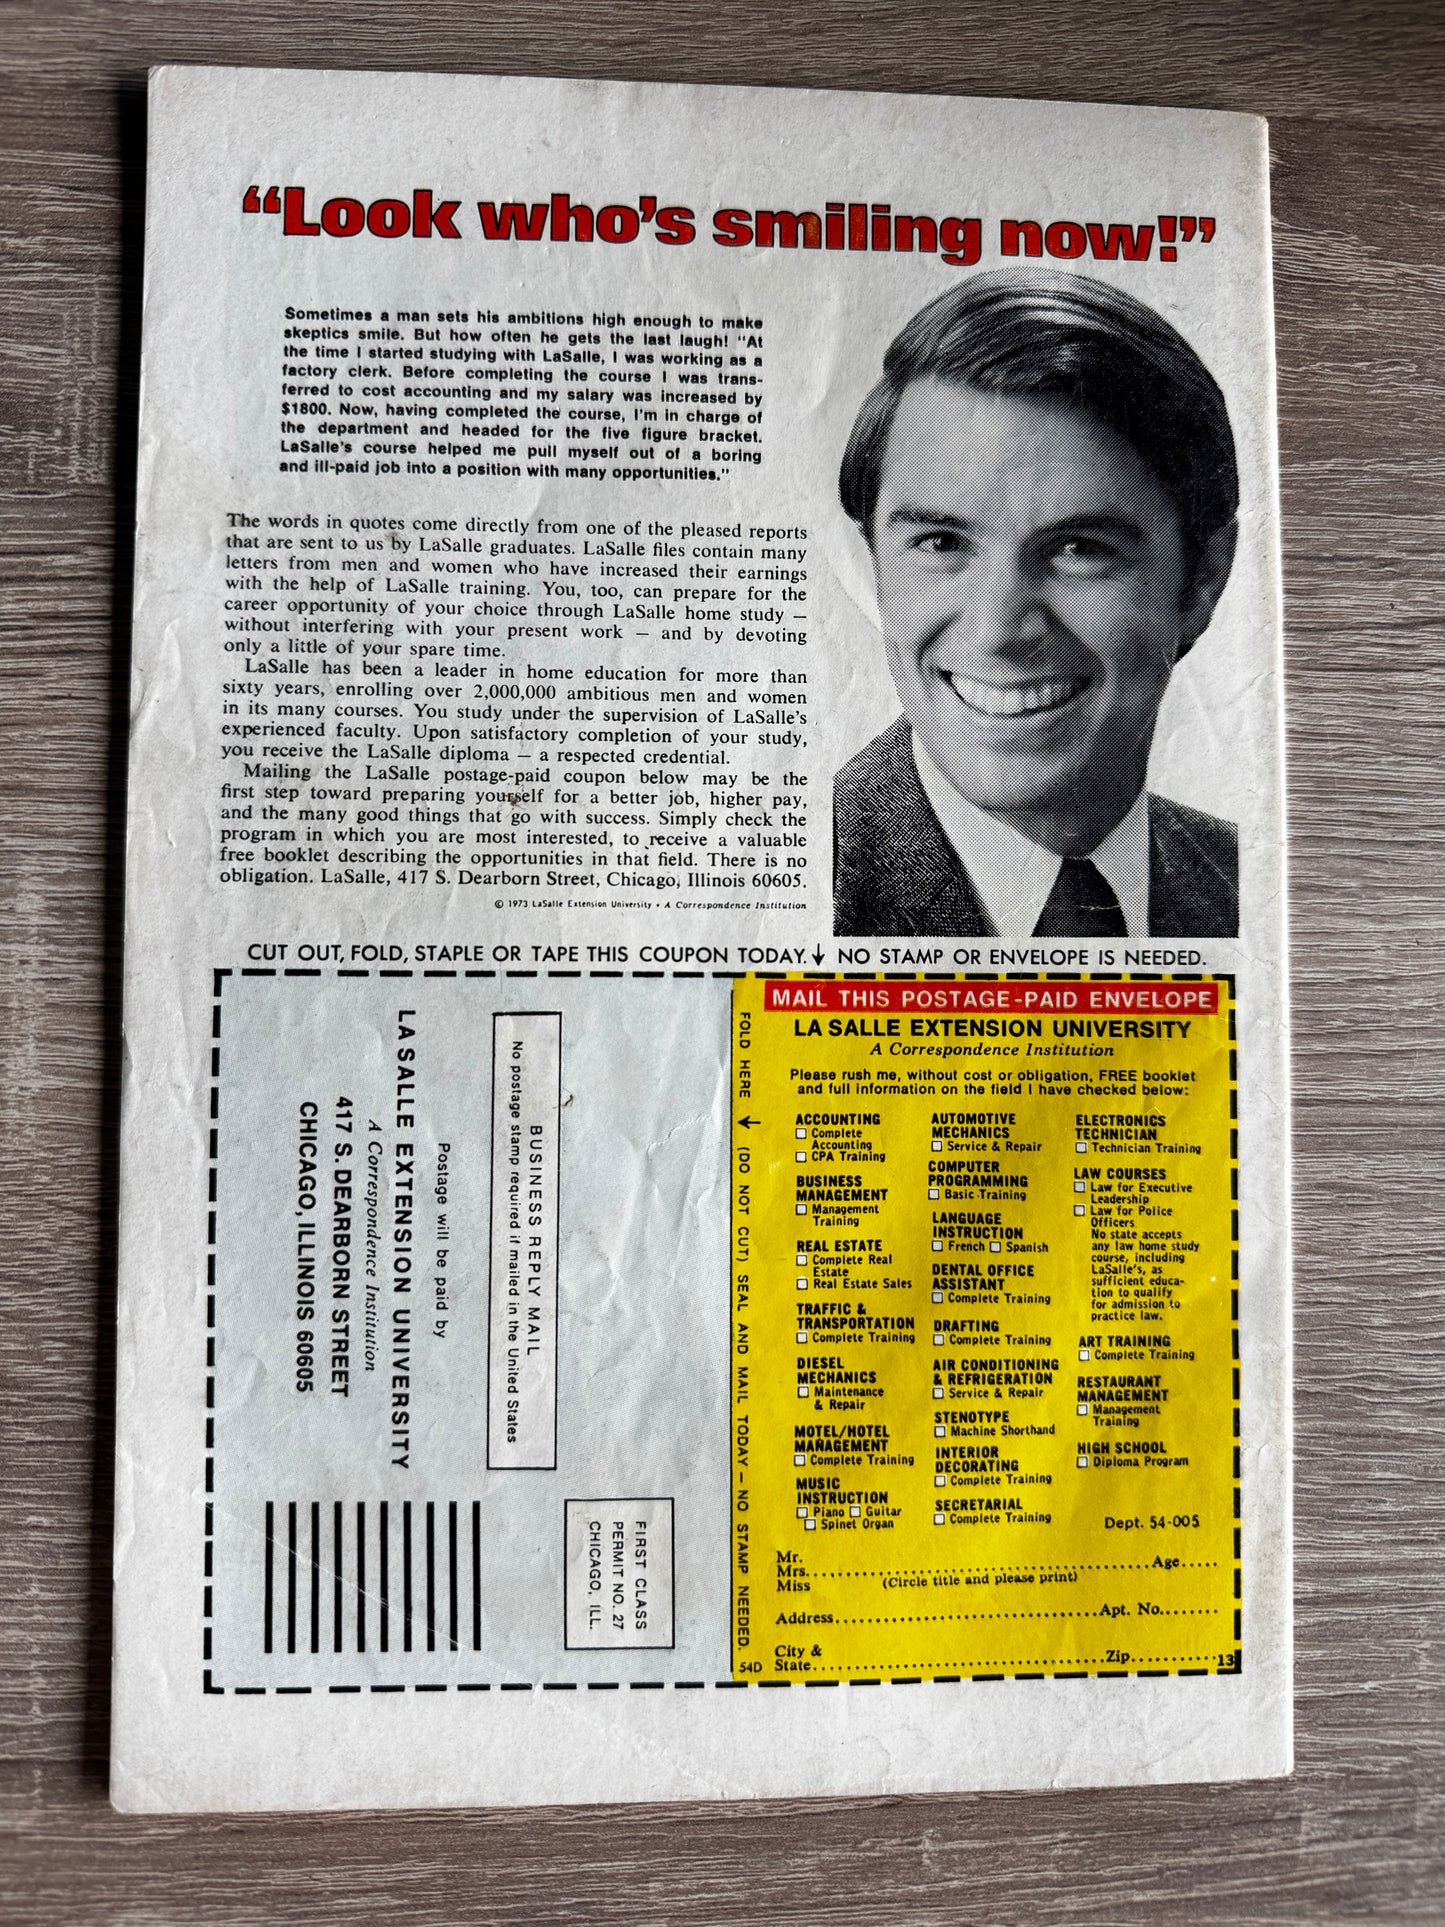 “Look who’s smiling now!”
Sometimes a man sets his ambitions high enough to make
skeptics smile. But how often he gets the last laugh! "At
the time I started studying with LaSalle, I was working as a
factory clerk. Before completing the course I was trans-
ferred to cost accounting and my salary was increased by
$1800. Now, having completed the course, I'm in charge of
the department and headed for the five figure bracket.
LaSalle's course helped me pull myself out of a boring
and ill-paid job into a position with many opportunities."
The words in quotes come directly from one of the pleased reports
that are sent to us by LaSalle graduates. LaSalle files contain many
letters from men and women who have increased their earnings
with the help of LaSalle training. You, too, can prepare for the
career opportunity of your choice through LaSalle home study —
without interfering with your present work — and by devoting
only a little of your spare time.
LaSalle has been a leader in home education for more than
sixty years, enrolling over 2,000,000 ambitious men and women
in its many courses. You study under the supervision of LaSalle's
experienced faculty. Upon satisfactory completion of your study,
you receive the LaSalle diploma — a respected credential.
Mailing the LaSalle postage-paid coupon below may be the
first step toward preparing yourself for a better job, higher pay,
and the many good things that go with success. Simply check the
program in which you are most interested, to receive a valuable
free booklet describing the opportunities in that field. There is no
obligation. LaSalle, 417 S. Dearborn Street, Chicago, Illinois 60605.
© 1973 LaSalle Extension University • A Correspondence Institution
CUT OUT, FOLD, STAPLE OR TAPE THIS COUPON TODAY. ↓ NO STAMP OR ENVELOPE IS NEEDED.
BUSINESS REPLY MAIL
No postage stamp required if mailed in the United States
Postage will be paid by
LA SALLE EXTENSION UNIVERSITY
A Correspondence Institution
417 S. DEARBORN STREET
CHICAGO, ILLINOIS 60605
FIRST CLASS
PERMIT NO. 27
CHICAGO, ILL.
FOLD HERE ↓ (DO NOT CUT) SEAL AND MAIL TODAY — NO STAMP NEEDED.
54D
MAIL THIS POSTAGE-PAID ENVELOPE
LA SALLE EXTENSION UNIVERSITY
A Correspondence Institution
Please rush me, without cost or obligation, FREE booklet
and full information on the field I have checked below:
ACCOUNTING
☐ Complete
Accounting
☐ CPA Training
BUSINESS
MANAGEMENT
☐ Management
Training
REAL ESTATE
☐ Complete Real
Estate
☐ Real Estate Sales
TRAFFIC &
TRANSPORTATION
☐ Complete Training
DIESEL
MECHANICS
☐ Maintenance
& Repair
MOTEL/HOTEL
MANAGEMENT
☐ Complete Training
MUSIC
INSTRUCTION
☐ Piano ☐ Guitar
☐ Spinet Organ
AUTOMOTIVE
MECHANICS
☐ Service & Repair
COMPUTER
PROGRAMMING
☐ Basic Training
LANGUAGE
INSTRUCTION
☐ French ☐ Spanish
DENTAL OFFICE
ASSISTANT
☐ Complete Training
DRAFTING
☐ Complete Training
AIR CONDITIONING
& REFRIGERATION
☐ Service & Repair
STENOTYPE
☐ Machine Shorthand
INTERIOR
DECORATING
☐ Complete Training
SECRETARIAL
☐ Complete Training
ELECTRONICS
TECHNICIAN
☐ Technician Training
LAW COURSES
☐ Law for Executive
Leadership
☐ Law for Police
Officers
No state accepts
any law home study
course, including
LaSalle's, as
sufficient educa-
tion to qualify
for admission to
practice law.
ART TRAINING
☐ Complete Training
RESTAURANT
MANAGEMENT
☐ Management
Training
HIGH SCHOOL
☐ Diploma Program
Dept. 54-005
Mr.
Mrs. Age
Miss (Circle title and please print)
Address Apt. No.
City &
State Zip 13